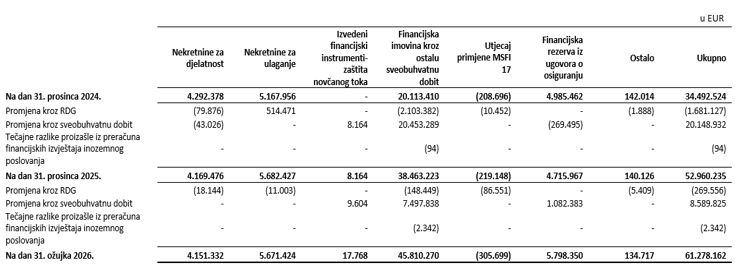 u EUR
Nekretnine za djelatnost | Nekretnine za ulaganje | Izvedeni financijski instrumenti- zaštita novčanog toka | Financijska imovina kroz ostalu sveobuhvatnu dobit | Utjecaj primjene MSFI 17 | Financijska rezerva iz ugovora o osiguranju | Ostalo | Ukupno
Na dan 31. prosinca 2024. 4.292.378 5.167.956 - 20.113.410 (208.696) 4.985.462 142.014 34.492.524
Promjena kroz RDG (79.876) 514.471 - (2.103.382) (10.452) - (1.888) (1.681.127)
Promjena kroz sveobuhvatnu dobit (43.026) - 8.164 20.453.289 - (269.495) - 20.148.932
Tečajne razlike proizašle iz preračuna
financijskih izvještaja inozemnog - - - (94) - - - (94)
poslovanja
Na dan 31. prosinca 2025. 4.169.476 5.682.427 8.164 38.463.223 (219.148) 4.715.967 140.126 52.960.235
Promjena kroz RDG (18.144) (11.003) - (148.449) (86.551) - (5.409) (269.556)
Promjena kroz sveobuhvatnu dobit - - 9.604 7.497.838 - 1.082.383 - 8.589.825
Tečajne razlike proizašle iz preračuna
financijskih izvještaja inozemnog - - - (2.342) - - - (2.342)
poslovanja
Na dan 31. ožujka 2026. 4.151.332 5.671.424 17.768 45.810.270 (305.699) 5.798.350 134.717 61.278.162